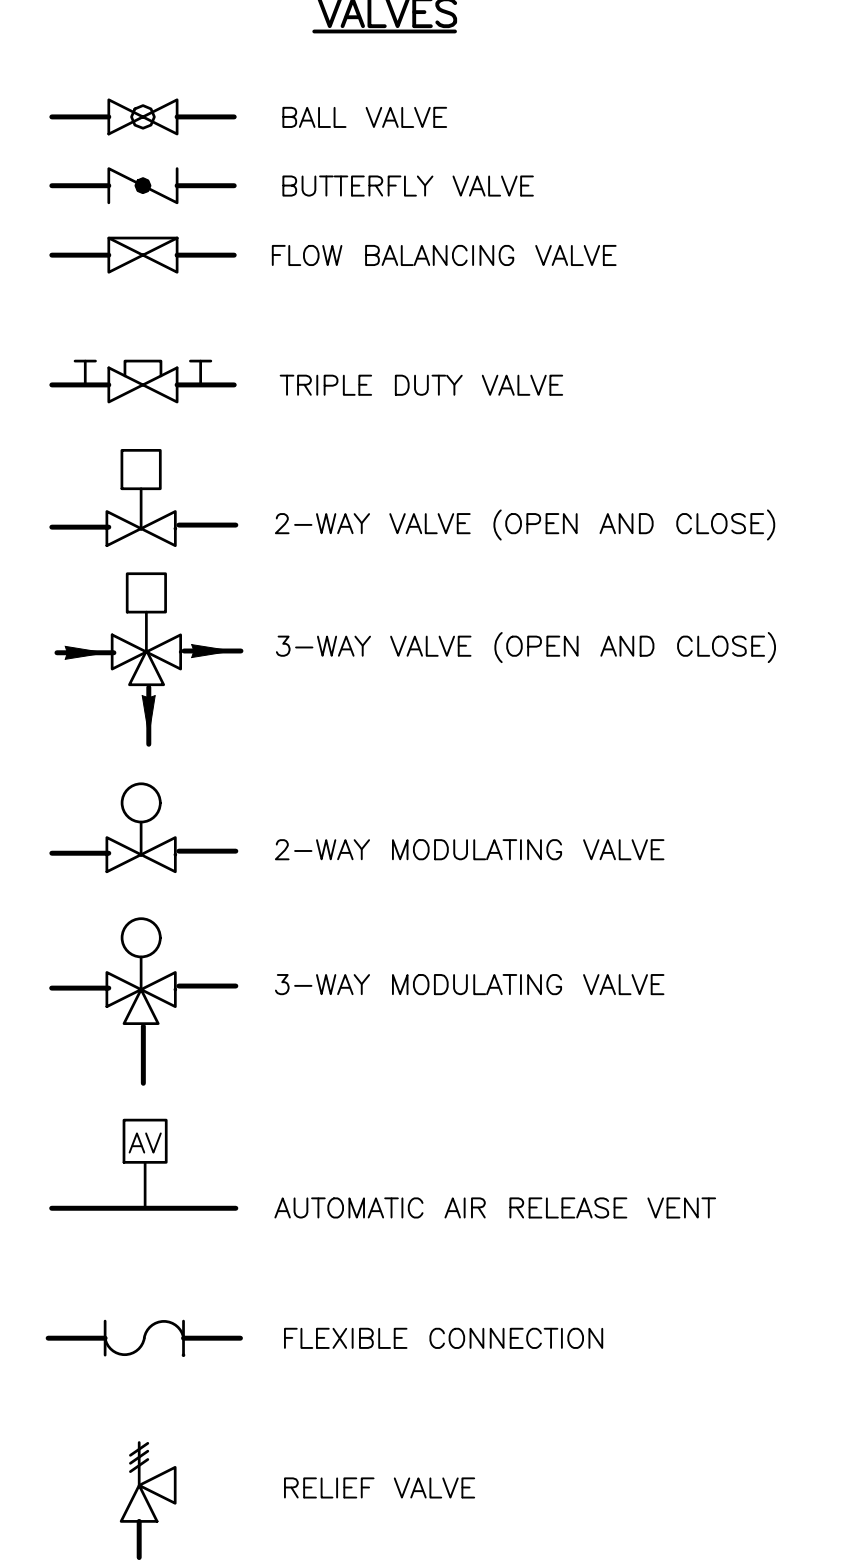 VALVES
BALL VALVE
BUTTERFLY VALVE
FLOW BALANCING VALVE
TRIPLE DUTY VALVE
2-WAY VALVE (OPEN AND CLOSE)
3-WAY VALVE (OPEN AND CLOSE)
2-WAY MODULATING VALVE
3-WAY MODULATING VALVE
AV
AUTOMATIC AIR RELEASE VENT
FLEXIBLE CONNECTION
RELIEF VALVE